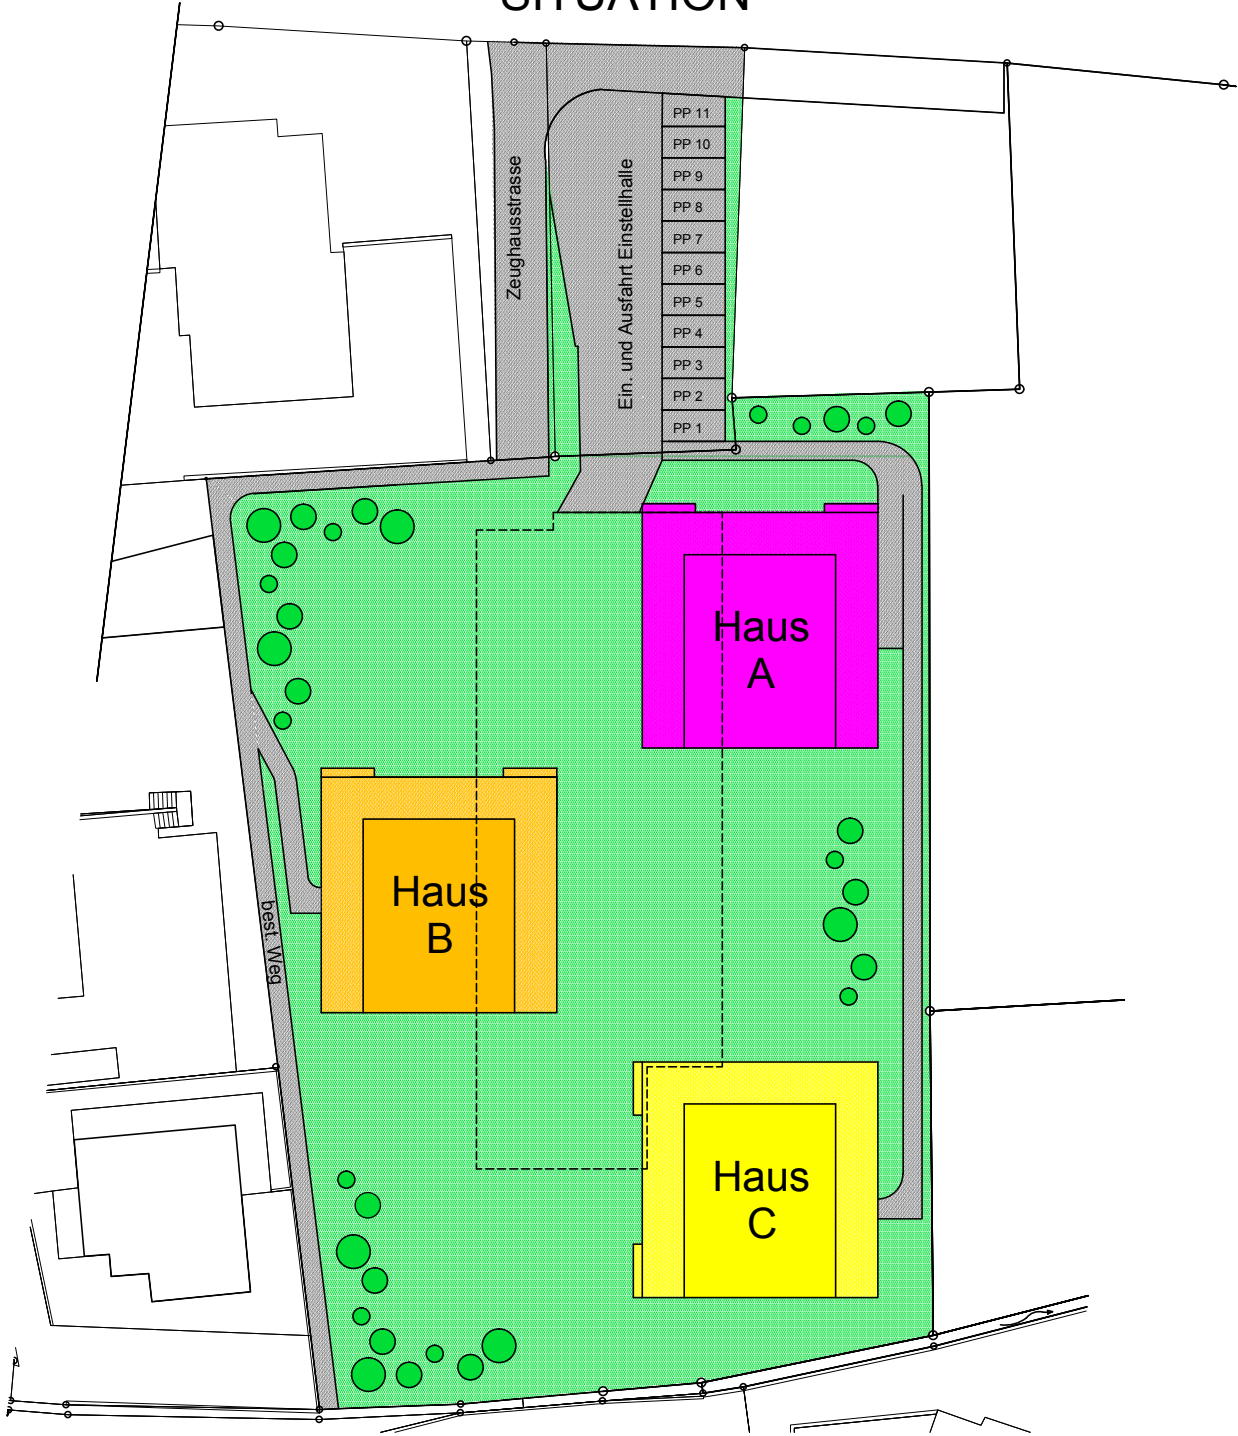 SITUATION
PP 11
PP 10
PP 9
PP 8
PP 7
PP 6
PP 5
PP 4
PP 3
PP 2
PP 1
Zeughausstrasse
Ein. und Ausfahrt Einstellhalle
Haus
A
Haus
B
best. Weg
Haus
C